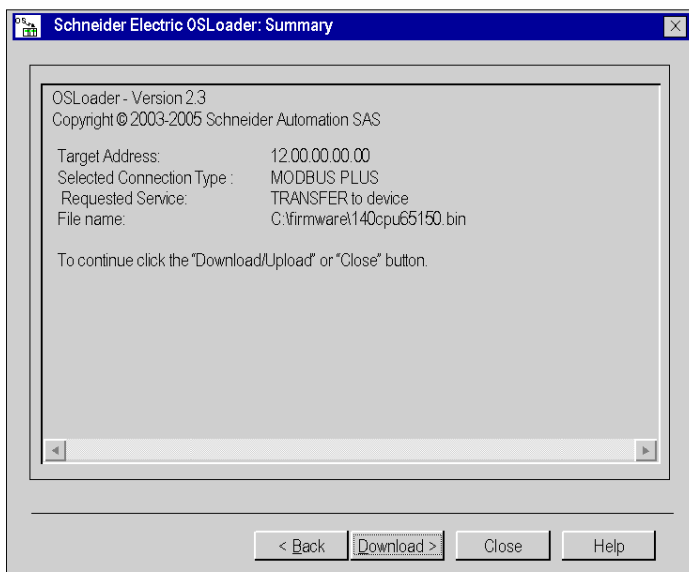 Schneider Electric OSLoader: Summary
OSLoader - Version 2.3
Copyright © 2003-2005 Schneider Automation SAS
Target Address: 12.00.00.00.00
Selected Connection Type : MODBUS PLUS
Requested Service: TRANSFER to device
File name: C:\firmware\140cpu65150.bin
To continue click the "Download/Upload" or "Close" button.
< Back Download > Close Help